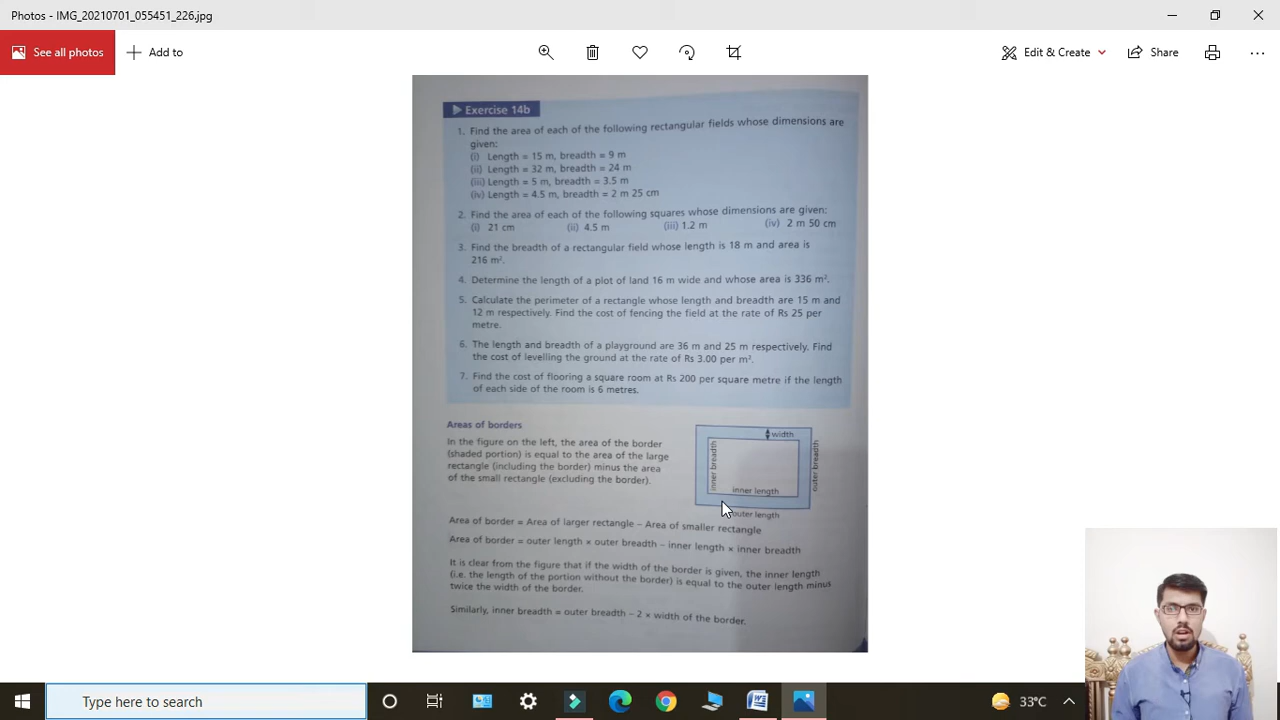 Photos - IMG_20210701_055451_226.jpg
See all photos
Add to
Edit & Create
Share
Exercise 14b
1. Find the area of each of the following rectangular fields whose dimensions are
given:
(i) Length = 15 m, breadth = 9 m
(ii) Length = 32 m, breadth = 24 m
(iii) Length = 5 m, breadth = 3.5 m
(iv) Length = 4.5 m, breadth = 2 m 25 cm
2. Find the area of each of the following squares whose dimensions are given:
(i) 21 cm (ii) 4.5 m (iii) 1.2 m (iv) 2 m 50 cm
3. Find the breadth of a rectangular field whose length is 18 m and area is
216 m².
4. Determine the length of a plot of land 16 m wide and whose area is 336 m².
5. Calculate the perimeter of a rectangle whose length and breadth are 15 m and
12 m respectively. Find the cost of fencing the field at the rate of Rs 25 per
metre.
6. The length and breadth of a playground are 36 m and 25 m respectively. Find
the cost of levelling the ground at the rate of Rs 3.00 per m².
7. Find the cost of flooring a square room at Rs 200 per square metre if the length
of each side of the room is 6 metres.
Areas of borders
In the figure on the left, the area of the border
(shaded portion) is equal to the area of the large
rectangle (including the border) minus the area
of the small rectangle (excluding the border).
width
inner breadth
outer breadth
inner length
outer length
Area of border = Area of larger rectangle – Area of smaller rectangle
Area of border = outer length × outer breadth – inner length × inner breadth
It is clear from the figure that if the width of the border is given, the inner length
(i.e. the length of the portion without the border) is equal to the outer length minus
twice the width of the border.
Similarly, inner breadth = outer breadth – 2 × width of the border.
Type here to search
33°C